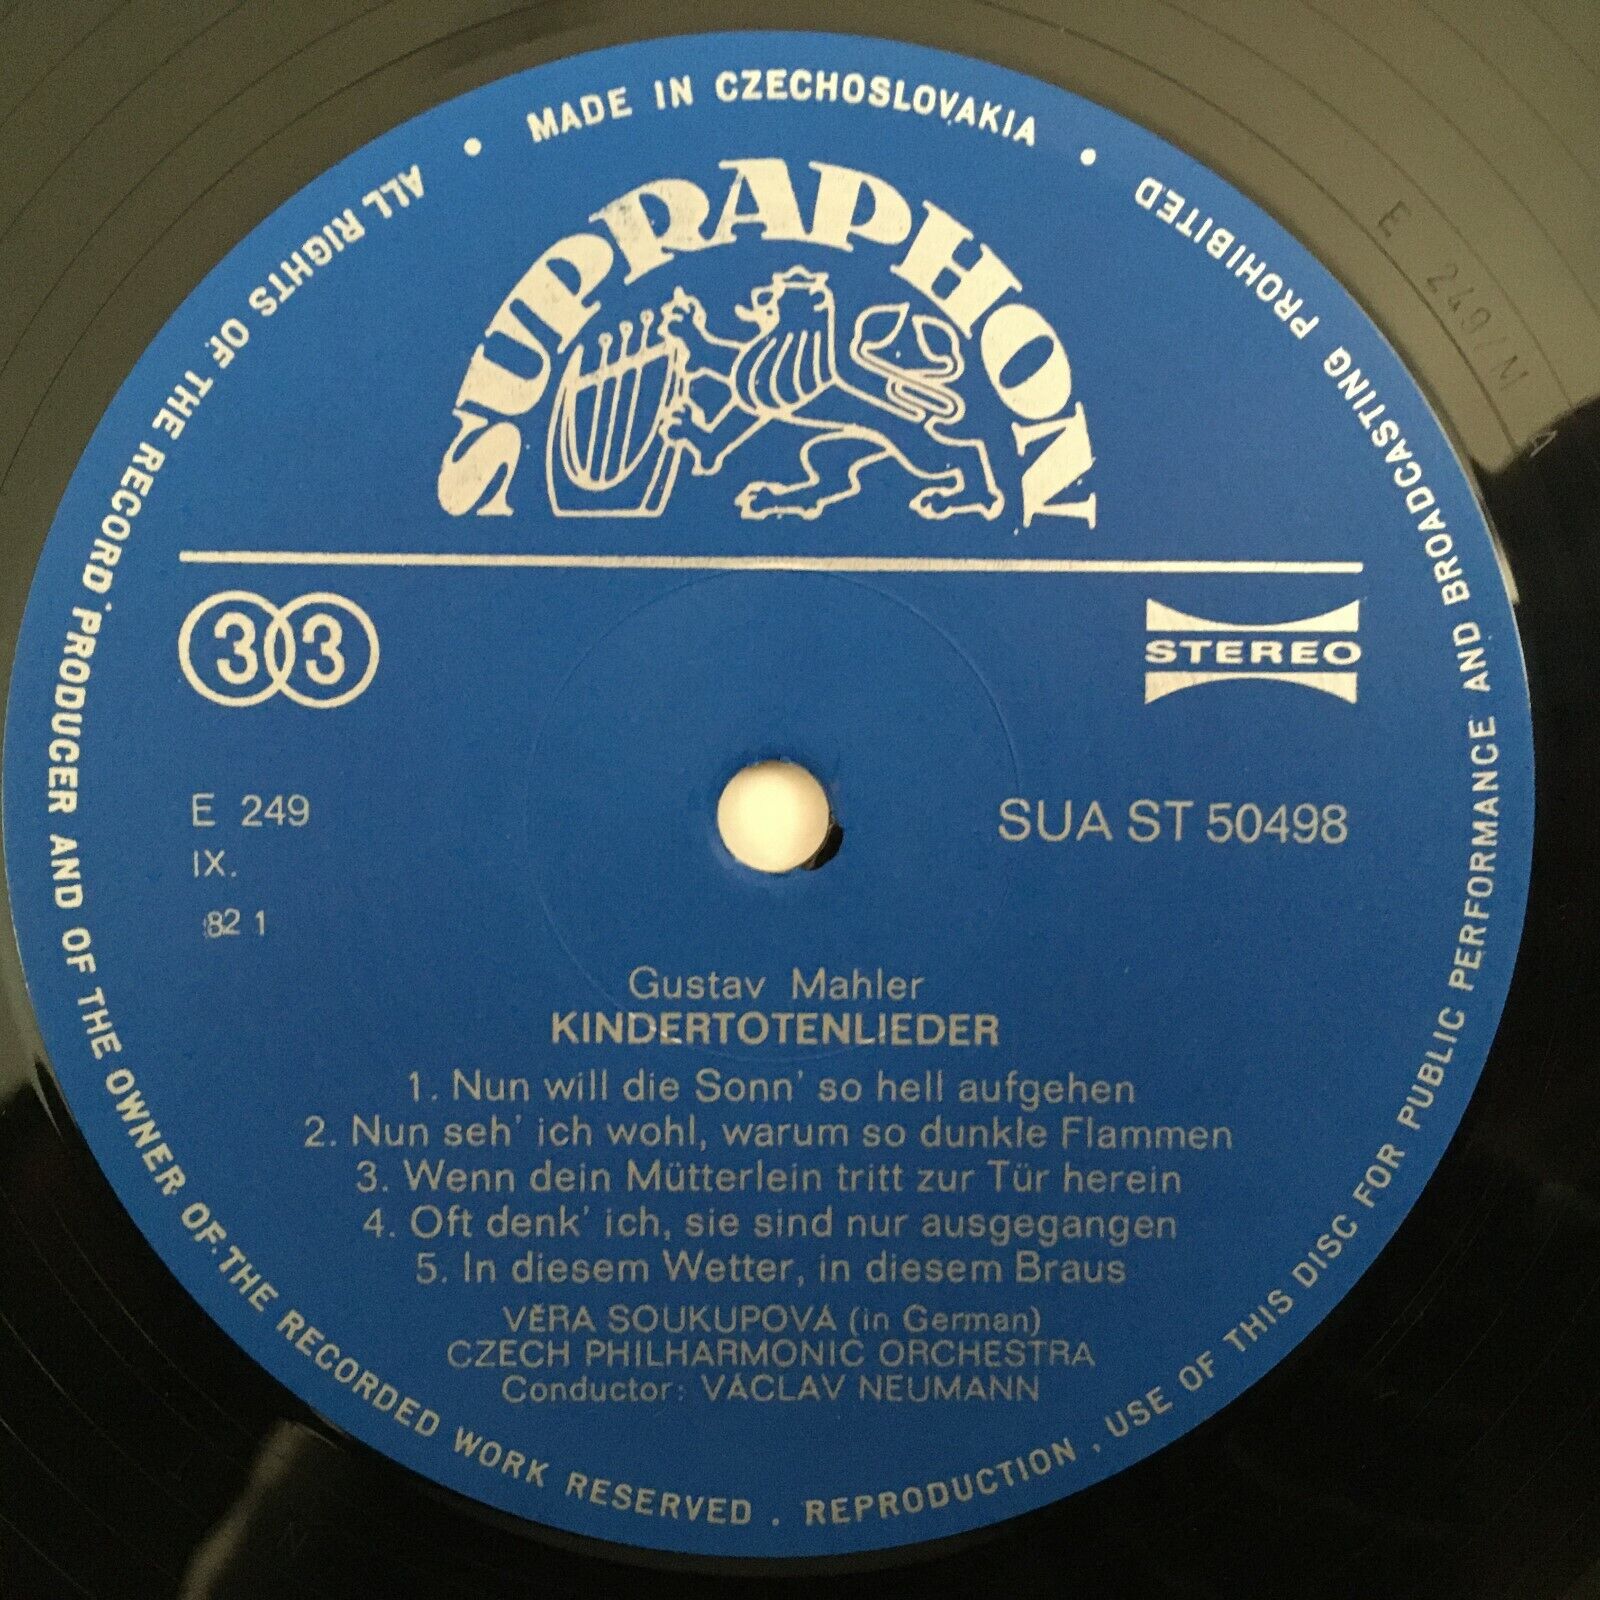 ALL RIGHTS OF THE RECORD PRODUCER AND OF THE OWNER OF THE RECORDED WORK RESERVED . REPRODUCTION , USE OF THIS DISC FOR PUBLIC PERFORMANCE AND BROADCASTING PROHIBITED • MADE IN CZECHOSLOVAKIA •
SUPRAPHON
33
STEREO
E 249
IX.
82 1
SUA ST 50498
Gustav Mahler
KINDERTOTENLIEDER
1. Nun will die Sonn' so hell aufgehen
2. Nun seh' ich wohl, warum so dunkle Flammen
3. Wenn dein Mütterlein tritt zur Tür herein
4. Oft denk' ich, sie sind nur ausgegangen
5. In diesem Wetter, in diesem Braus
VĚRA SOUKUPOVÁ (in German)
CZECH PHILHARMONIC ORCHESTRA
Conductor: VÁCLAV NEUMANN
E 249/M